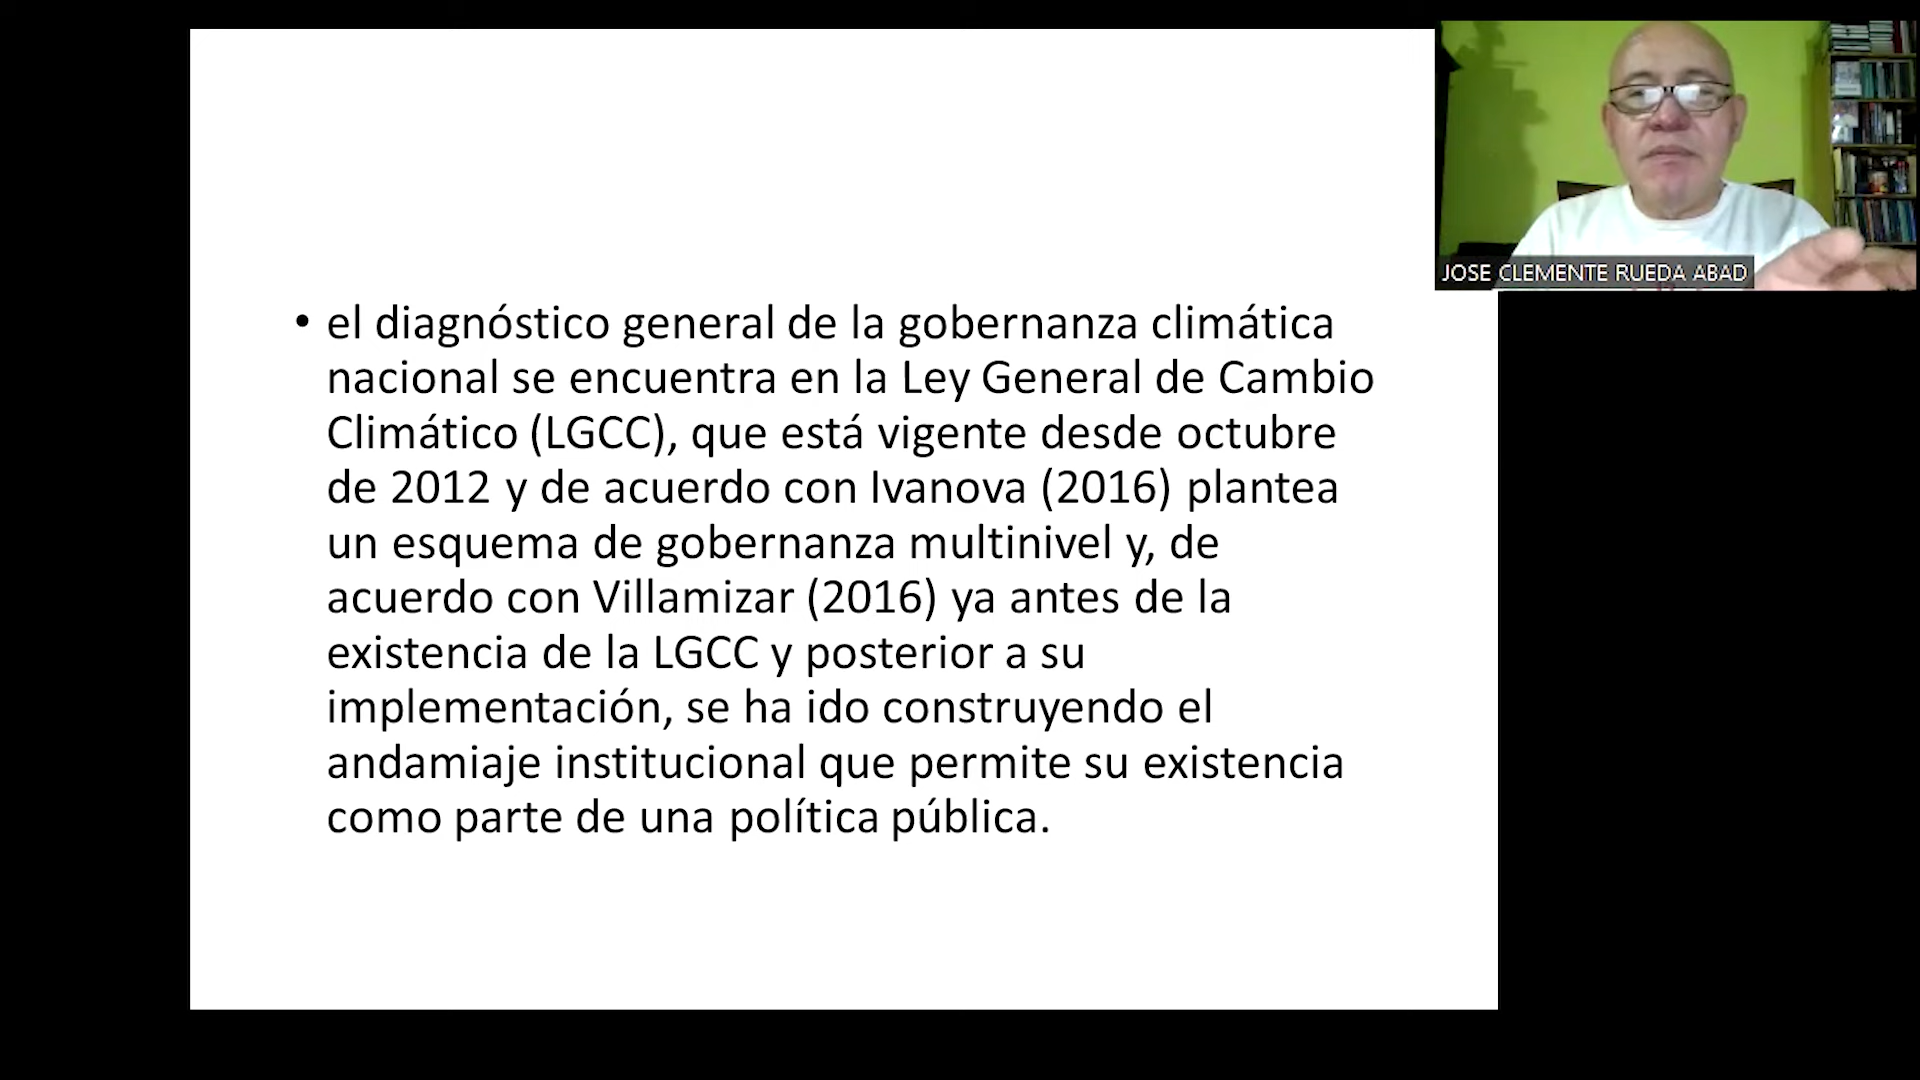 • el diagnóstico general de la gobernanza climática
nacional se encuentra en la Ley General de Cambio
Climático (LGCC), que está vigente desde octubre
de 2012 y de acuerdo con Ivanova (2016) plantea
un esquema de gobernanza multinivel y, de
acuerdo con Villamizar (2016) ya antes de la
existencia de la LGCC y posterior a su
implementación, se ha ido construyendo el
andamiaje institucional que permite su existencia
como parte de una política pública.
JOSE CLEMENTE RUEDA ABAD